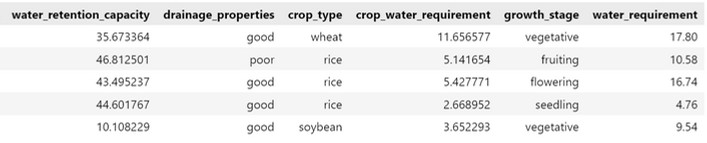 water_retention_capacity drainage_properties crop_type crop_water_requirement growth_stage water_requirement
35.673364 good wheat 11.656577 vegetative 17.80
46.812501 poor rice 5.141654 fruiting 10.58
43.495237 good rice 5.427771 flowering 16.74
44.601767 good rice 2.668952 seedling 4.76
10.108229 good soybean 3.652293 vegetative 9.54